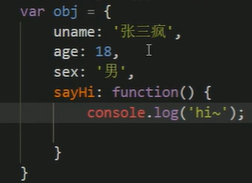 var obj = {
uname: '张三疯',
age: 18,
sex: '男',
sayHi: function() {
console.log('hi~');
}
}